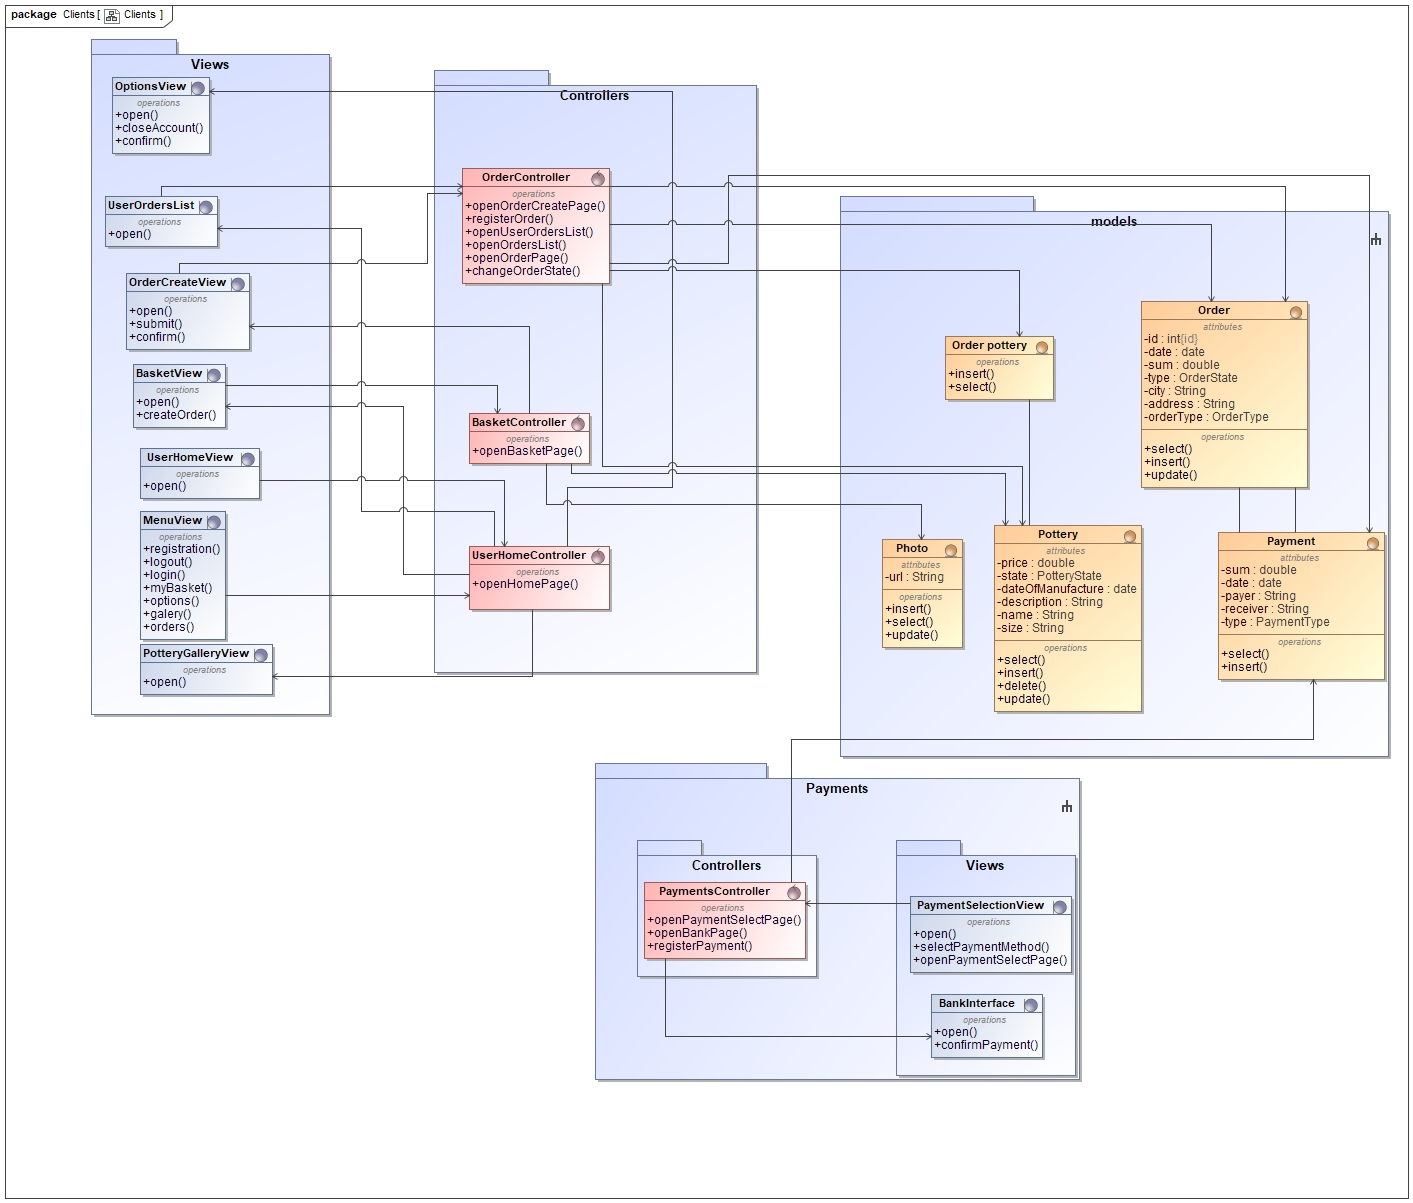 package Clients [ Clients ]
Views
OptionsView
operations
+open()
+closeAccount()
+confirm()
UserOrdersList
operations
+open()
OrderCreateView
operations
+open()
+submit()
+confirm()
BasketView
operations
+open()
+createOrder()
UserHomeView
operations
+open()
MenuView
operations
+registration()
+logout()
+login()
+myBasket()
+options()
+galery()
+orders()
PotteryGalleryView
operations
+open()
Controllers
OrderController
operations
+openOrderCreatePage()
+registerOrder()
+openUserOrdersList()
+openOrdersList()
+openOrderPage()
+changeOrderState()
BasketController
operations
+openBasketPage()
UserHomeController
operations
+openHomePage()
models
Order pottery
operations
+insert()
+select()
Order
attributes
-id : int{id}
-date : date
-sum : double
-type : OrderState
-city : String
-address : String
-orderType : OrderType
operations
+select()
+insert()
+update()
Photo
attributes
-url : String
operations
+insert()
+select()
+update()
Pottery
attributes
-price : double
-state : PotteryState
-dateOfManufacture : date
-description : String
-name : String
-size : String
operations
+select()
+insert()
+delete()
+update()
Payment
attributes
-sum : double
-date : date
-payer : String
-receiver : String
-type : PaymentType
operations
+select()
+insert()
Payments
Controllers
PaymentsController
operations
+openPaymentSelectPage()
+openBankPage()
+registerPayment()
Views
PaymentSelectionView
operations
+open()
+selectPaymentMethod()
+openPaymentSelectPage()
BankInterface
operations
+open()
+confirmPayment()